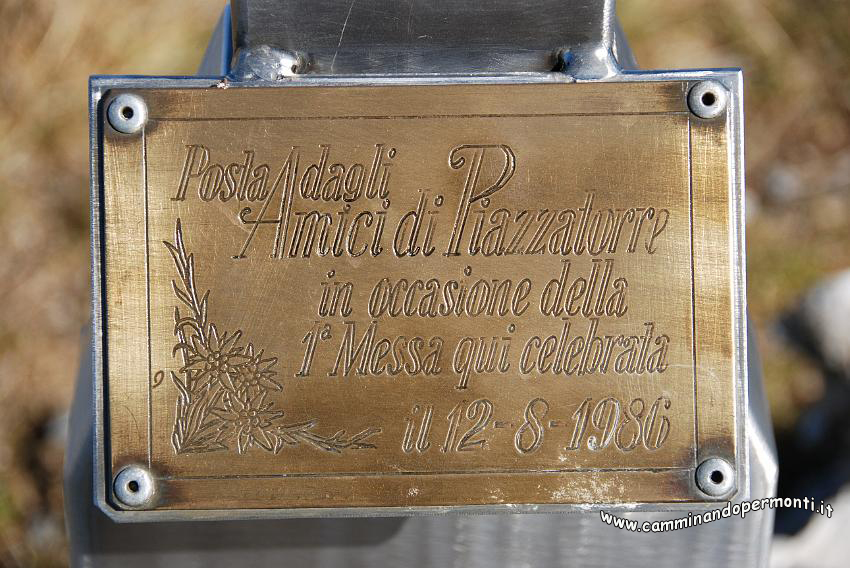 Posta dagli
Amici di Piazzatorre
in occasione della
1ª Messa qui celebrata
il 12-8-1986
www.camminandopermonti.it